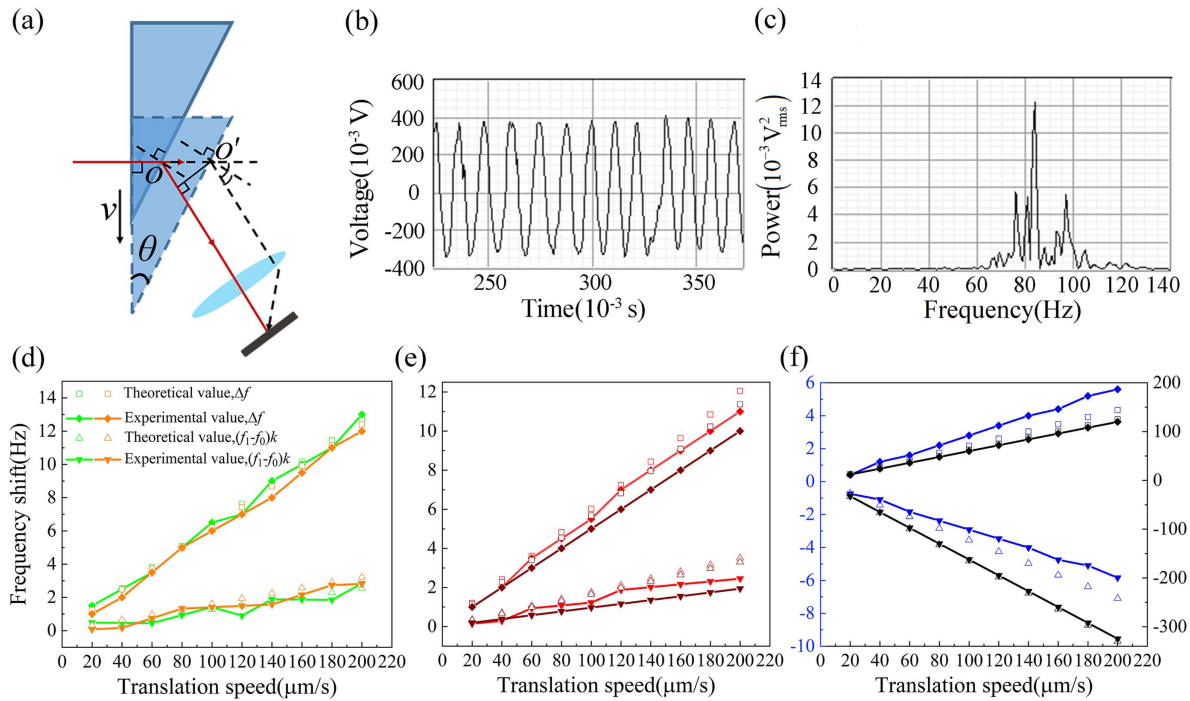 (a)
O
O'
v
θ
(b)
Voltage(10⁻³ V)
600
400
200
0
-200
-400
250
300
350
Time(10⁻³ s)
(c)
Power(10⁻³ V²rms)
14
12
10
8
6
4
2
0
0 20 40 60 80 100 120 140
Frequency(Hz)
(d)
Frequency shift(Hz)
14
12
10
8
6
4
2
0
Theoretical value,Δf
Experimental value,Δf
Theoretical value,(f₁-f₀)k
Experimental value,(f₁-f₀)k
0 20 40 60 80 100 120 140 160 180 200 220
Translation speed(μm/s)
(e)
12
10
8
6
4
2
0
0 20 40 60 80 100 120 140 160 180 200 220
Translation speed(μm/s)
(f)
6
4
2
0
-2
-4
-6
-8
-10
200
100
0
-100
-200
-300
0 20 40 60 80 100 120 140 160 180 200 220
Translation speed(μm/s)